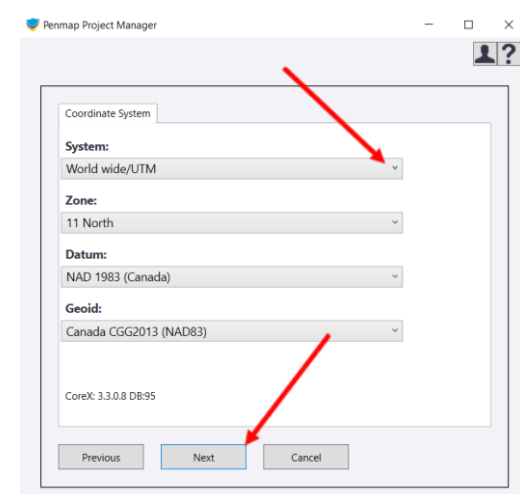 Penmap Project Manager
?
Coordinate System
System:
World wide/UTM
Zone:
11 North
Datum:
NAD 1983 (Canada)
Geoid:
Canada CGG2013 (NAD83)
CoreX: 3.3.0.8 DB:95
Previous Next Cancel